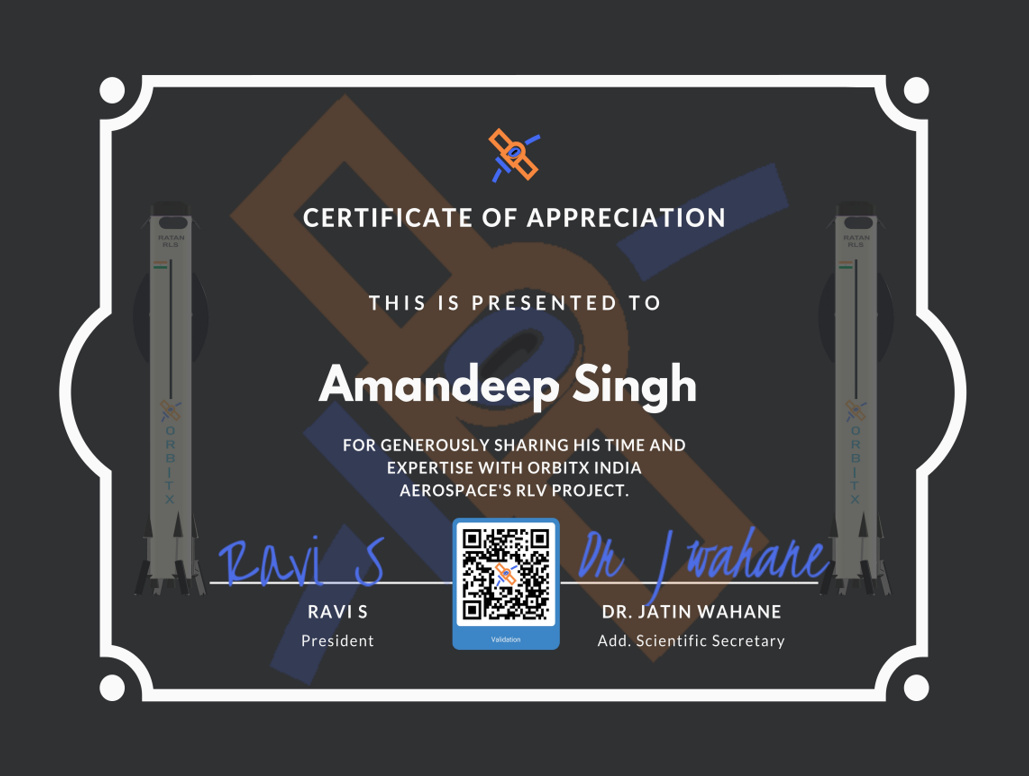 CERTIFICATE OF APPRECIATION
THIS IS PRESENTED TO
RATAN
RLS
RATAN
RLS
Amandeep Singh
FOR GENEROUSLY SHARING HIS TIME AND
EXPERTISE WITH ORBITX INDIA
AEROSPACE'S RLV PROJECT.
ORBITX
ORBITX
Ravi S
Dr J wahane
RAVI S
DR. JATIN WAHANE
President
Validation
Add. Scientific Secretary